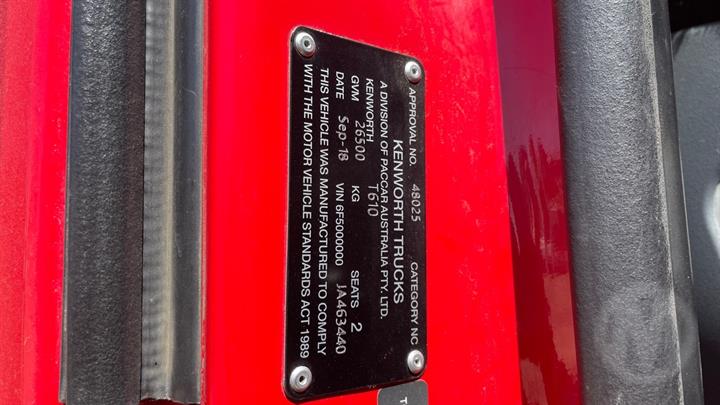 APPROVAL NO. 48025 CATEGORY NC
KENWORTH TRUCKS
A DIVISION OF PACCAR AUSTRALIA PTY. LTD.
KENWORTH T610
GVM 26500 KG SEATS 2
DATE Sep-18 VIN 6F5000000 JA463440
THIS VEHICLE WAS MANUFACTURED TO COMPLY
WITH THE MOTOR VEHICLE STANDARDS ACT 1989